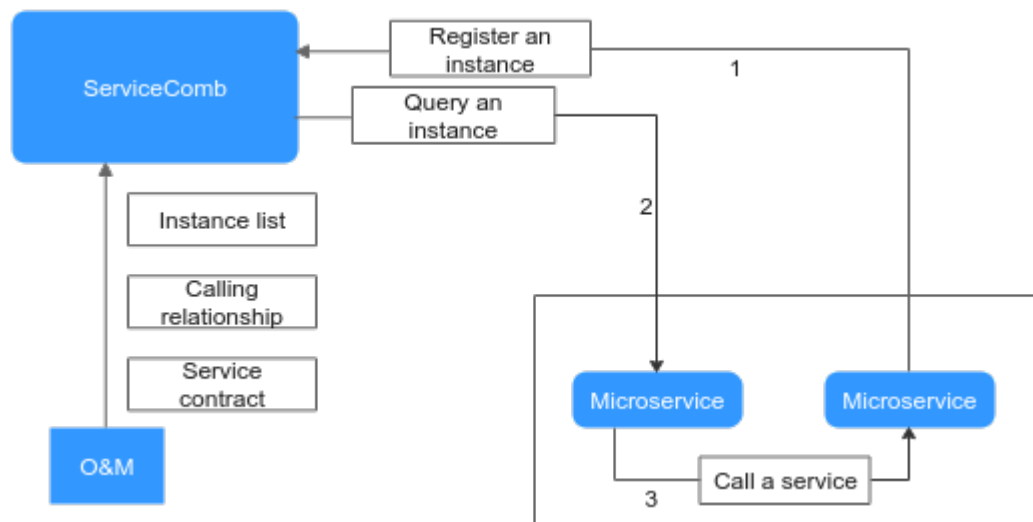 Register an
instance
1
ServiceComb
Query an
instance
2
Instance list
Calling
relationship
Service
contract
Microservice
Microservice
O&M
Call a service
3